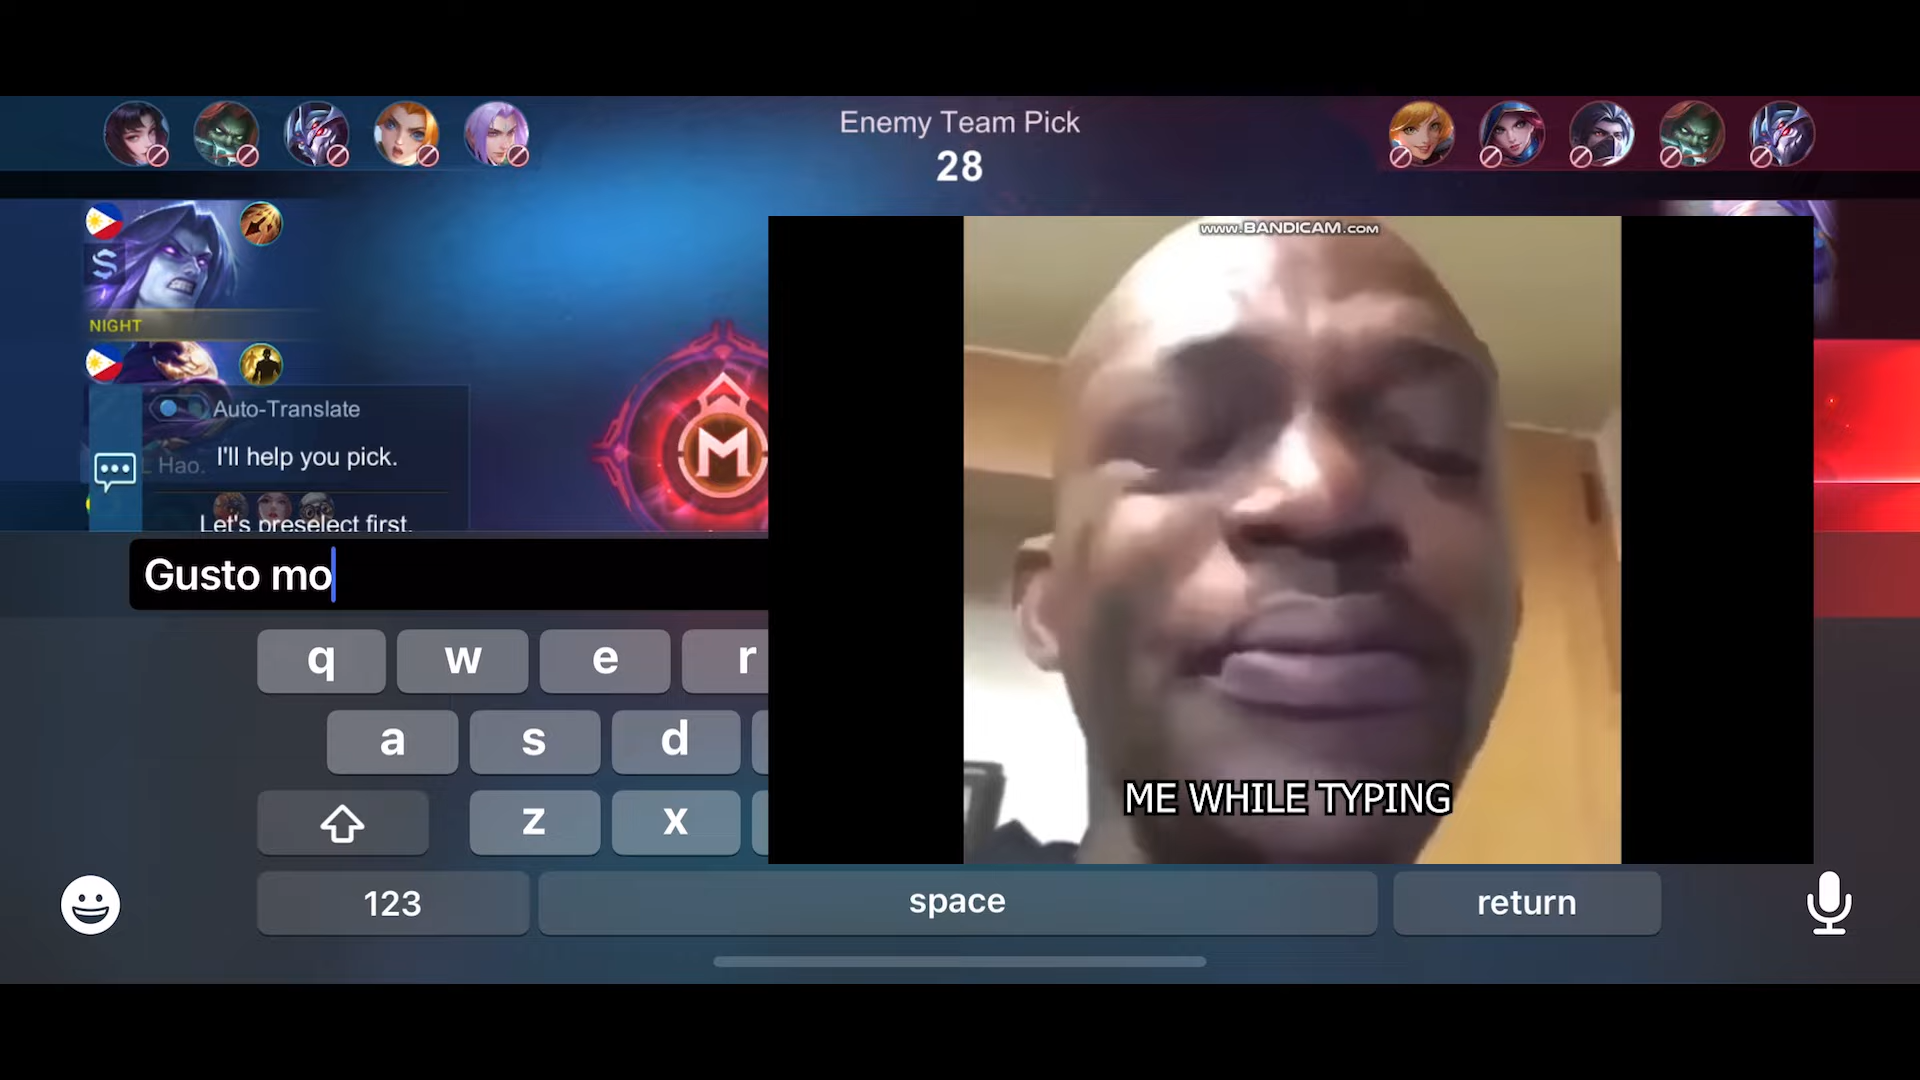 Enemy Team Pick
28
www.BANDICAM.com
S
NIGHT
Auto-Translate
Hao.
I'll help you pick.
Let's preselect first.
M
Gusto mo
q w e r
a s d
z x
ME WHILE TYPING
123
space
return